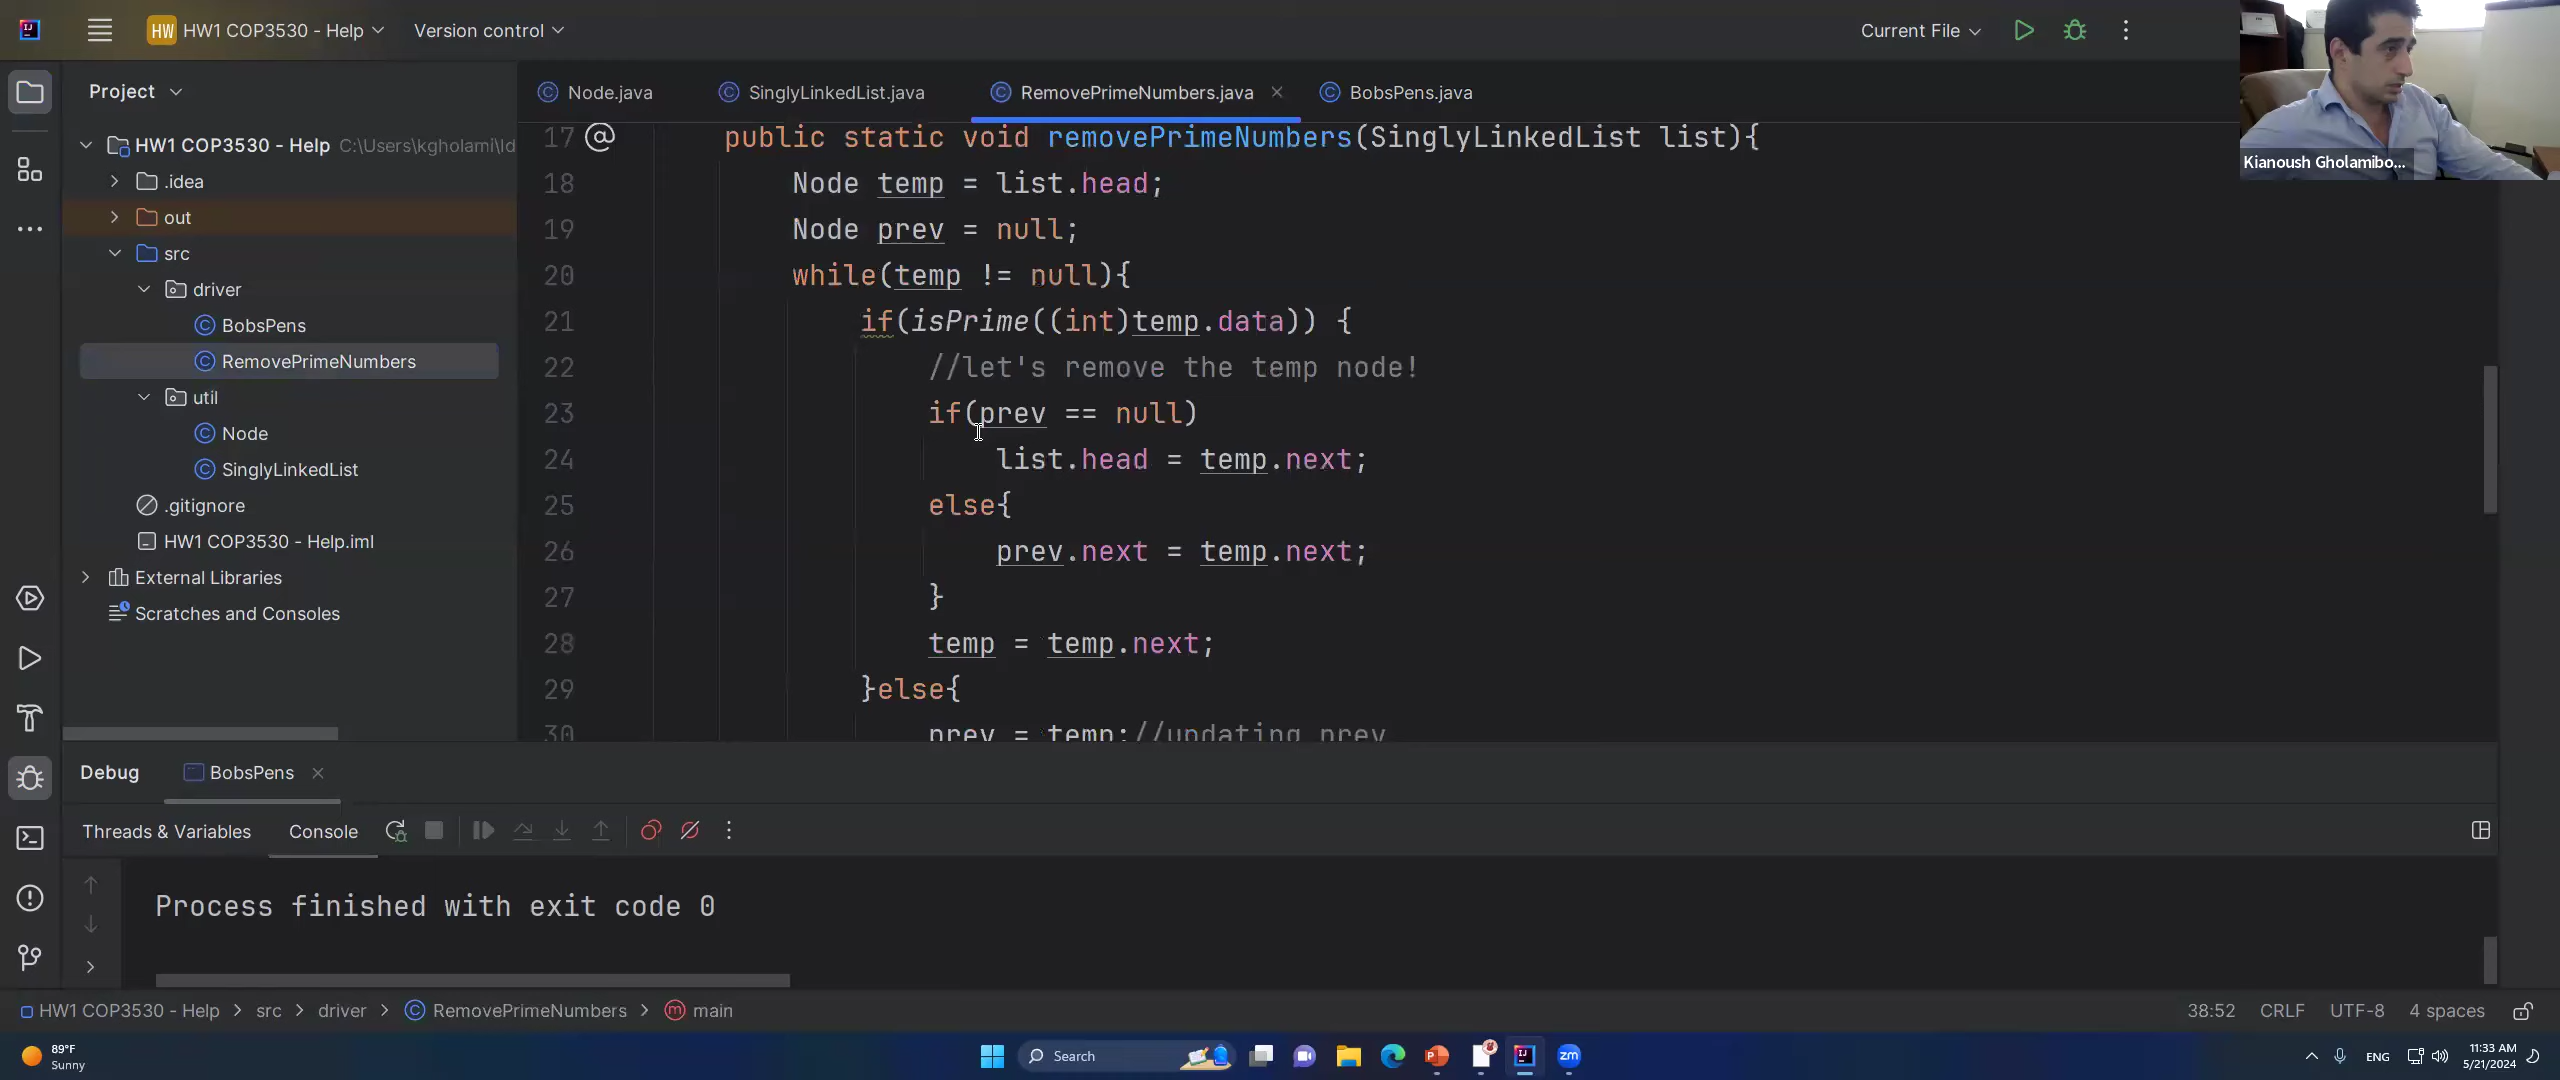 HW HW1 COP3530 - Help Version control Current File
Project
HW1 COP3530 - Help C:\Users\kgholami\Id
.idea
out
src
driver
BobsPens
RemovePrimeNumbers
util
Node
SinglyLinkedList
.gitignore
HW1 COP3530 - Help.iml
External Libraries
Scratches and Consoles
Node.java SinglyLinkedList.java RemovePrimeNumbers.java BobsPens.java
17 @ public static void removePrimeNumbers(SinglyLinkedList list){
18 Node temp = list.head;
19 Node prev = null;
20 while(temp != null){
21 if(isPrime((int)temp.data)) {
22 //let's remove the temp node!
23 if(prev == null)
24 list.head = temp.next;
25 else{
26 prev.next = temp.next;
27 }
28 temp = temp.next;
29 }else{
30 prev = temp;//updating prev
Kianoush Gholamibo...
Debug BobsPens
Threads & Variables Console
Process finished with exit code 0
HW1 COP3530 - Help > src > driver > RemovePrimeNumbers > main 38:52 CRLF UTF-8 4 spaces
89°F
Sunny
Search
zm
ENG
11:33 AM
5/21/2024